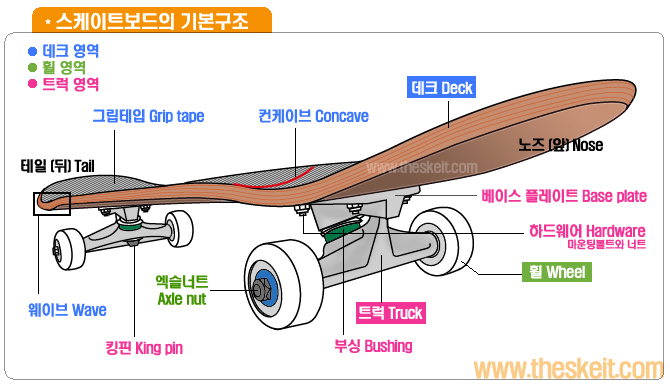 • 스케이트보드의 기본구조
● 데크 영역
● 휠 영역
● 트럭 영역
그립테입 Grip tape
컨케이브 Concave
데크 Deck
노즈 (앞) Nose
테일 (뒤) Tail
www.theskeit.com
베이스 플레이트 Base plate
하드웨어 Hardware
마운팅볼트와 너트
휠 Wheel
엑슬너트
Axle nut
웨이브 Wave
트럭 Truck
킹핀 King pin
부싱 Bushing
www.theskeit.com